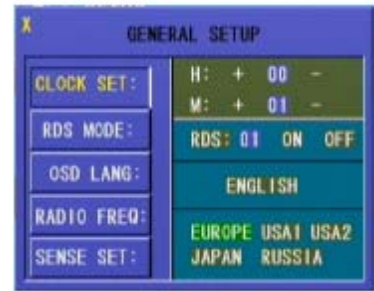 X
GENERAL SETUP
CLOCK SET:
H: + 00 -
M: + 01 -
RDS MODE:
RDS: 01 ON OFF
OSD LANG:
ENGLISH
RADIO FREQ:
EUROPE USA1 USA2
SENSE SET:
JAPAN RUSSIA